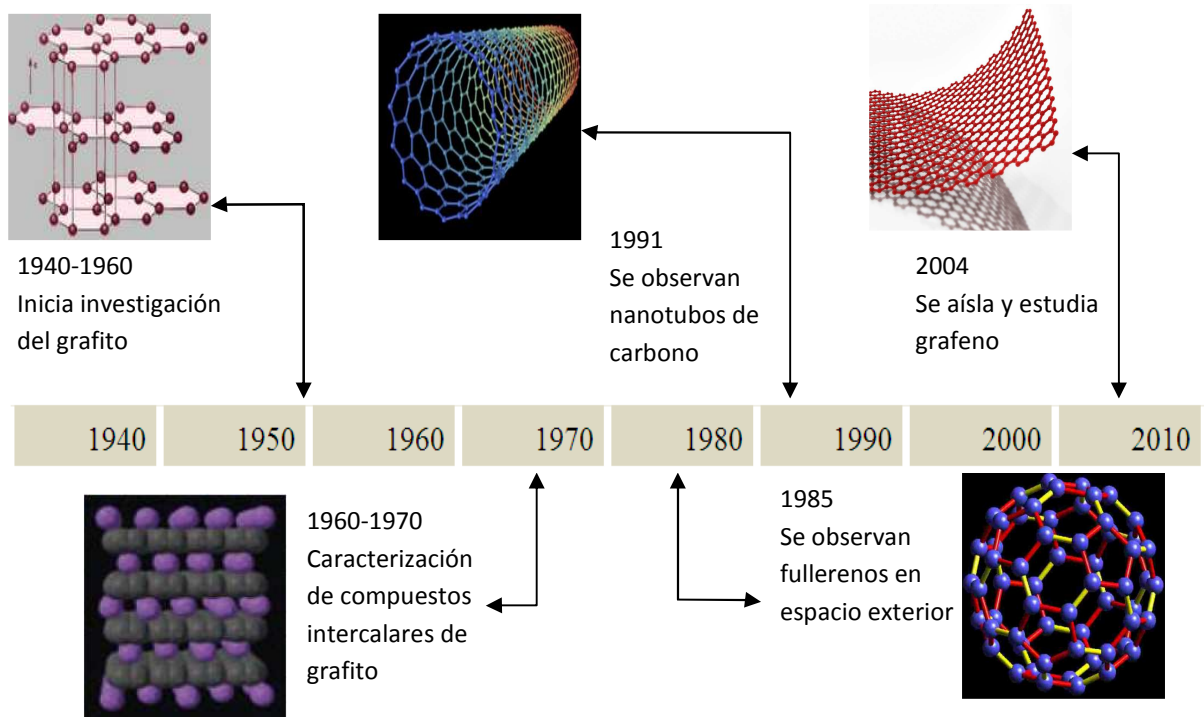 1940-1960
Inicia investigación
del grafito
1991
Se observan
nanotubos de
carbono
2004
Se aísla y estudia
grafeno
1940 1950 1960 1970 1980 1990 2000 2010
1960-1970
Caracterización
de compuestos
intercalares de
grafito
1985
Se observan
fullerenos en
espacio exterior